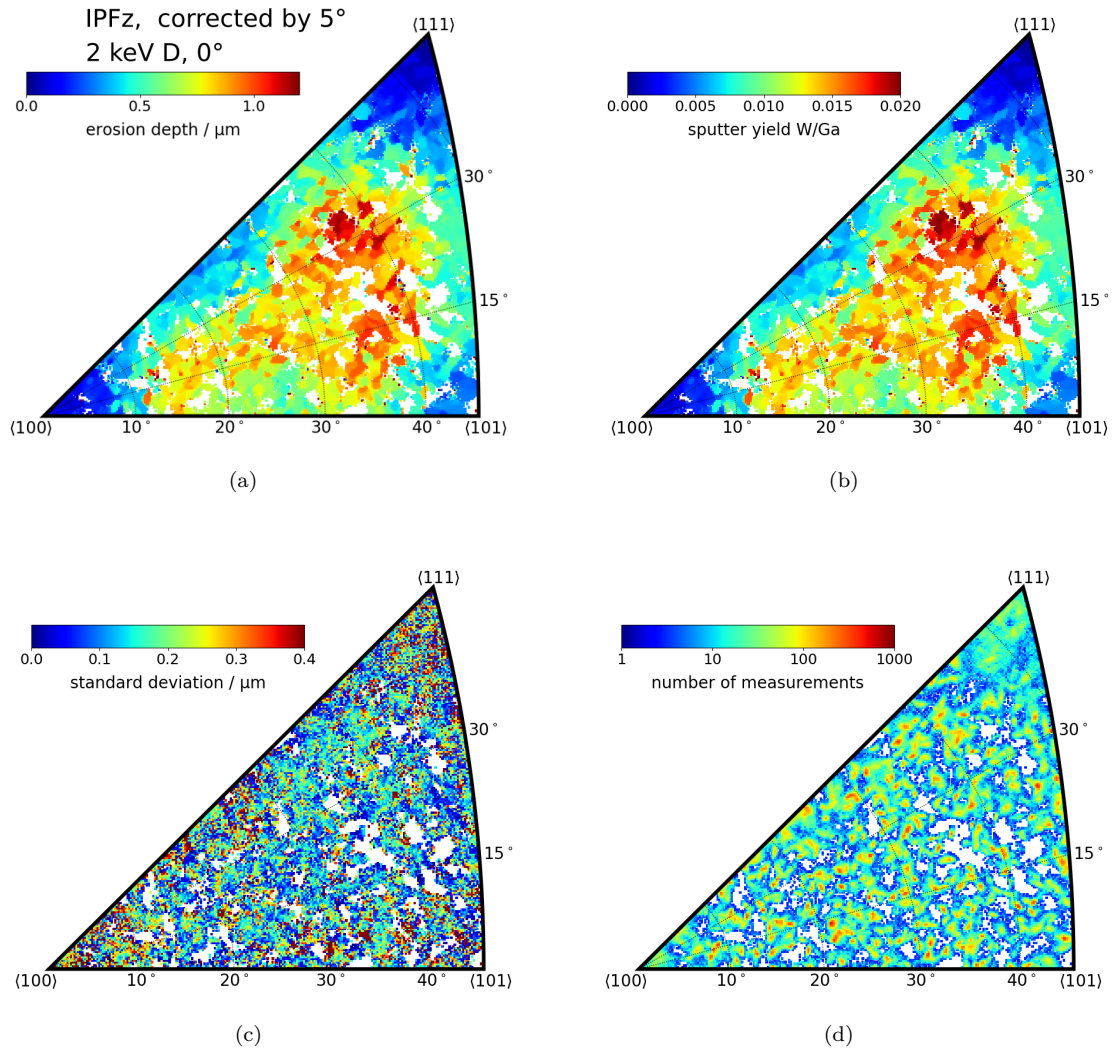 IPFz,  corrected by 5°
2 keV D, 0°
0.0 0.5 1.0
erosion depth / μm
⟨111⟩
30°
15°
⟨100⟩ 10° 20° 30° 40° ⟨101⟩
(a)
0.000 0.005 0.010 0.015 0.020
sputter yield W/Ga
⟨111⟩
30°
15°
⟨100⟩ 10° 20° 30° 40° ⟨101⟩
(b)
0.0 0.1 0.2 0.3 0.4
standard deviation / μm
⟨111⟩
30°
15°
⟨100⟩ 10° 20° 30° 40° ⟨101⟩
(c)
1 10 100 1000
number of measurements
⟨111⟩
30°
15°
⟨100⟩ 10° 20° 30° 40° ⟨101⟩
(d)